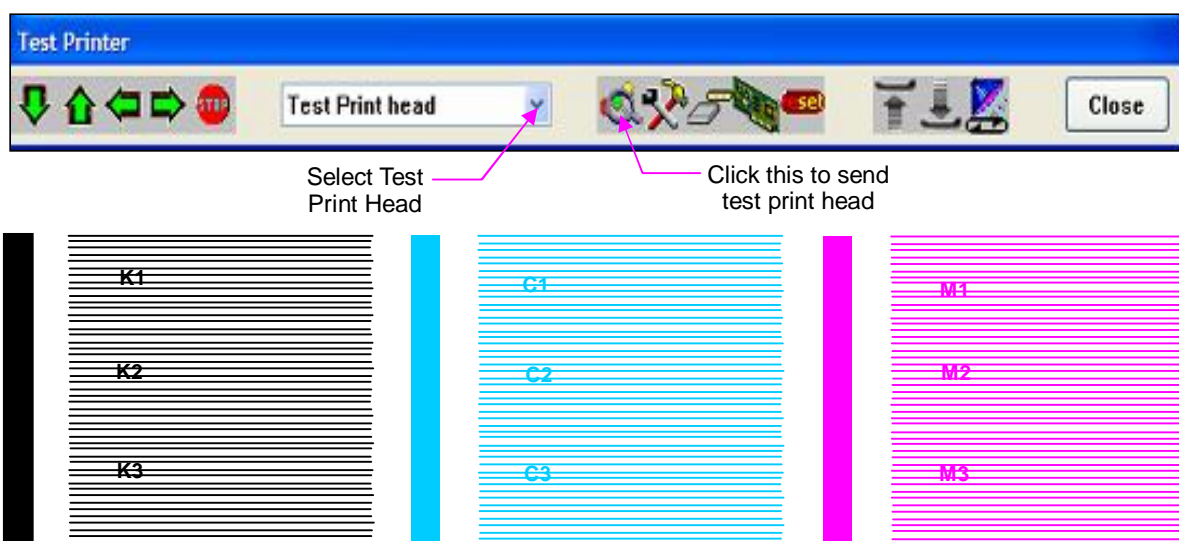 Test Printer
STOP
Test Print head
set
Close
Select Test
Print Head
Click this to send
test print head
K1
C1
M1
K2
C2
M2
K3
C3
M3